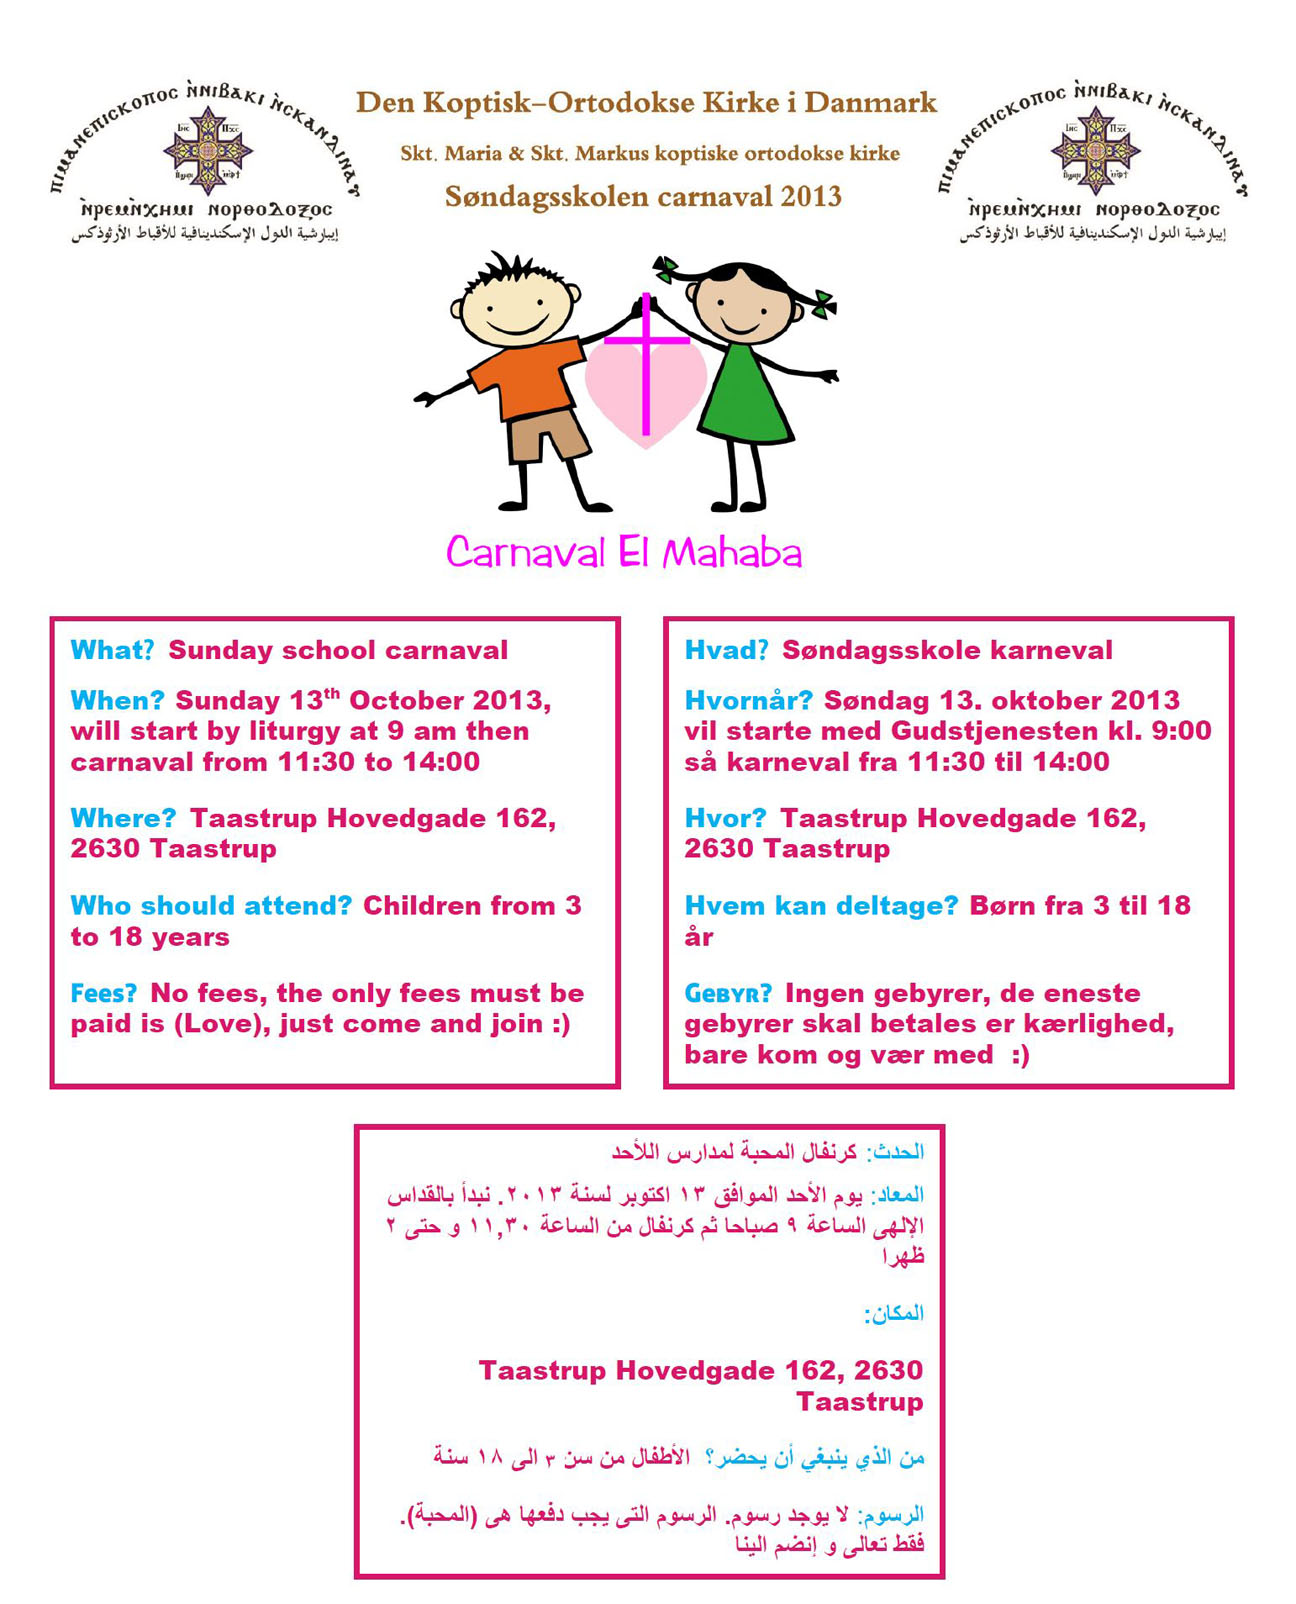 ⲡⲓⲙⲁⲛⲉⲡⲓⲥⲕⲟⲡⲟⲥ ⲛ̀ⲛⲓⲃⲁⲕⲓ ⲛ̀ⲥⲕⲁⲛⲇⲓⲛⲁⲩ
ⲛ̀ⲣⲉⲙⲛ̀ⲭⲏⲙⲓ ⲛⲟⲣⲑⲟⲇⲟⲝⲟⲥ
إيبارشية الدول الإسكندينافية للأقباط الأرثوذكس
Den Koptisk-Ortodokse Kirke i Danmark
Skt. Maria & Skt. Markus koptiske ortodokse kirke
Søndagsskolen carnaval 2013
ⲡⲓⲙⲁⲛⲉⲡⲓⲥⲕⲟⲡⲟⲥ ⲛ̀ⲛⲓⲃⲁⲕⲓ ⲛ̀ⲥⲕⲁⲛⲇⲓⲛⲁⲩ
ⲛ̀ⲣⲉⲙⲛ̀ⲭⲏⲙⲓ ⲛⲟⲣⲑⲟⲇⲟⲝⲟⲥ
إيبارشية الدول الإسكندينافية للأقباط الأرثوذكس
Carnaval El Mahaba
What? Sunday school carnaval
When? Sunday 13th October 2013,
will start by liturgy at 9 am then
carnaval from 11:30 to 14:00
Where? Taastrup Hovedgade 162,
2630 Taastrup
Who should attend? Children from 3
to 18 years
Fees? No fees, the only fees must be
paid is (Love), just come and join :)
Hvad? Søndagsskole karneval
Hvornår? Søndag 13. oktober 2013
vil starte med Gudstjenesten kl. 9:00
så karneval fra 11:30 til 14:00
Hvor? Taastrup Hovedgade 162,
2630 Taastrup
Hvem kan deltage? Børn fra 3 til 18
år
Gebyr? Ingen gebyrer, de eneste
gebyrer skal betales er kærlighed,
bare kom og vær med :)
الحدث: كرنفال المحبة لمدارس اللأحد
المعاد: يوم الأحد الموافق ١٣ اكتوبر لسنة ٢٠١٣. نبدأ بالقداس
الإلهى الساعة ٩ صباحا ثم كرنفال من الساعة ١١,٣٠ و حتى ٢
ظهرا
المكان:
Taastrup Hovedgade 162, 2630
Taastrup
من الذي ينبغي أن يحضر؟ الأطفال من سن ٣ الى ١٨ سنة
الرسوم: لا يوجد رسوم. الرسوم التى يجب دفعها هى (المحبة).
فقط تعالى و إنضم الينا